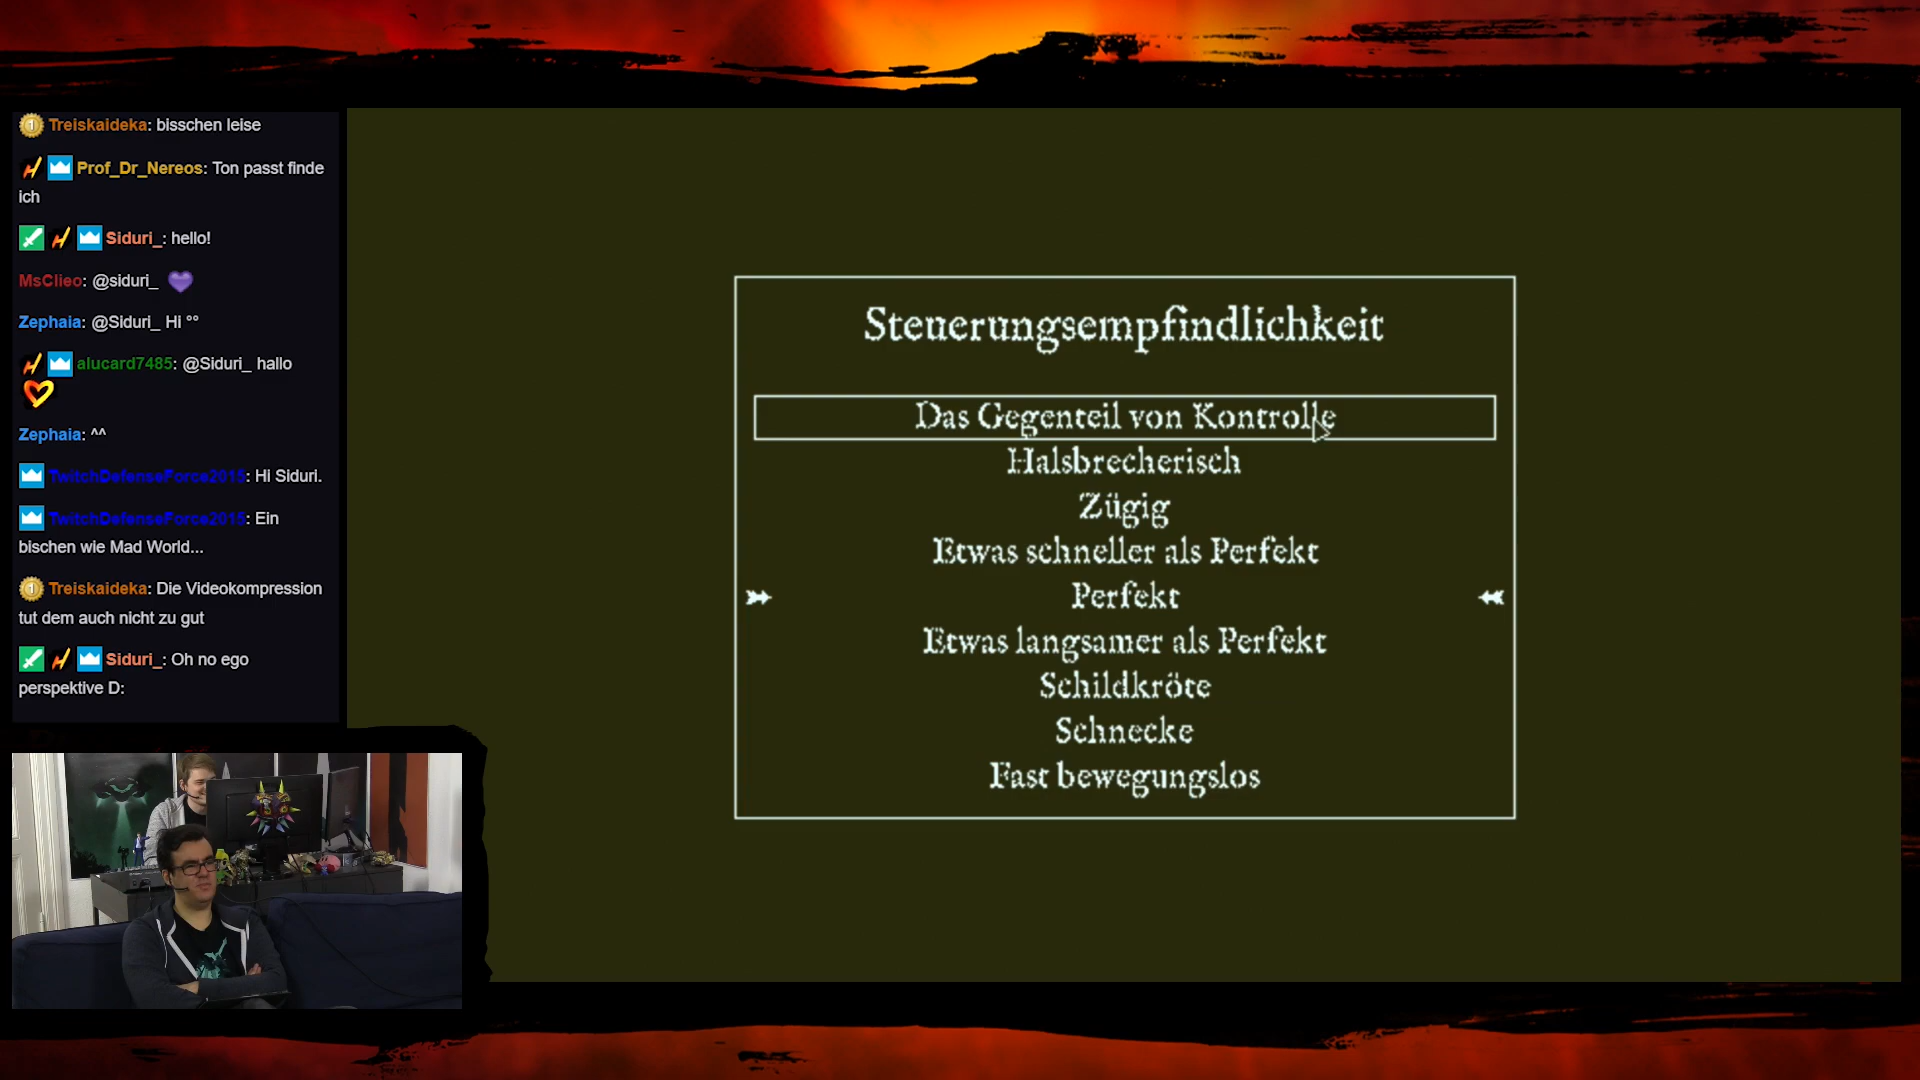 Treiskaideka: bisschen leise
Prof_Dr_Nereos: Ton passt finde
ich
Siduri_: hello!
MsClieo: @siduri_
Zephaia: @Siduri_ Hi °°
alucard7485: @Siduri_ hallo
Zephaia: ^^
TwitchDefenseForce2015: Hi Siduri.
TwitchDefenseForce2015: Ein
bischen wie Mad World...
Treiskaideka: Die Videokompression
tut dem auch nicht zu gut
Siduri_: Oh no ego
perspektive D:
Steuerungsempfindlichkeit
Das Gegenteil von Kontrolle
Halsbrecherisch
Zügig
Etwas schneller als Perfekt
Perfekt
Etwas langsamer als Perfekt
Schildkröte
Schnecke
Fast bewegungslos